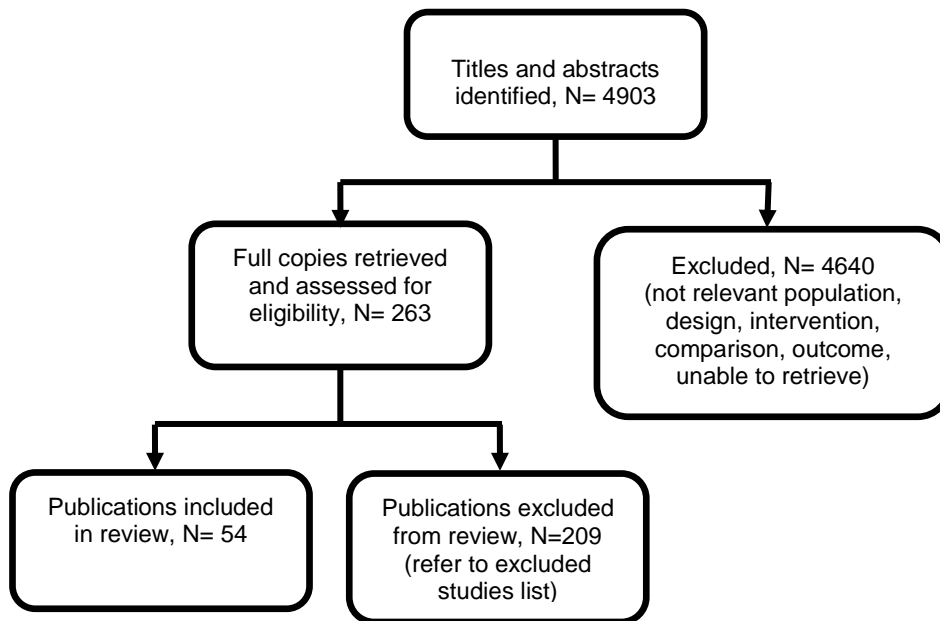 Titles and abstracts
identified, N= 4903
Full copies retrieved
and assessed for
eligibility, N= 263
Excluded, N= 4640
(not relevant population,
design, intervention,
comparison, outcome,
unable to retrieve)
Publications included
in review, N= 54
Publications excluded
from review, N=209
(refer to excluded
studies list)